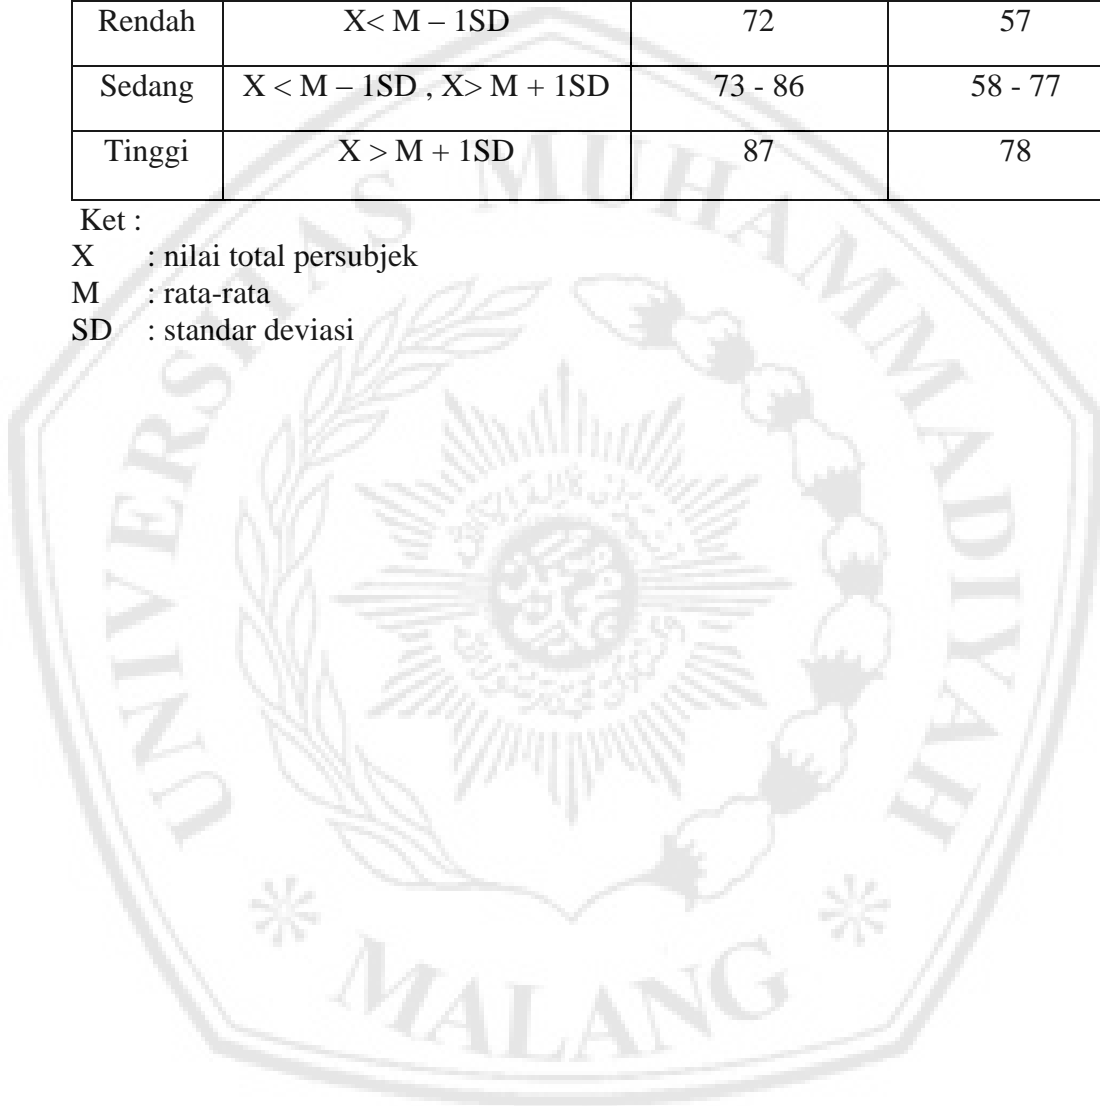 Rendah X< M – 1SD 72 57
Sedang X < M – 1SD , X> M + 1SD 73 - 86 58 - 77
Tinggi X > M + 1SD 87 78
Ket :
X : nilai total persubjek
M : rata-rata
SD : standar deviasi
UNIVERSITAS MUHAMMADIYAH
MALANG